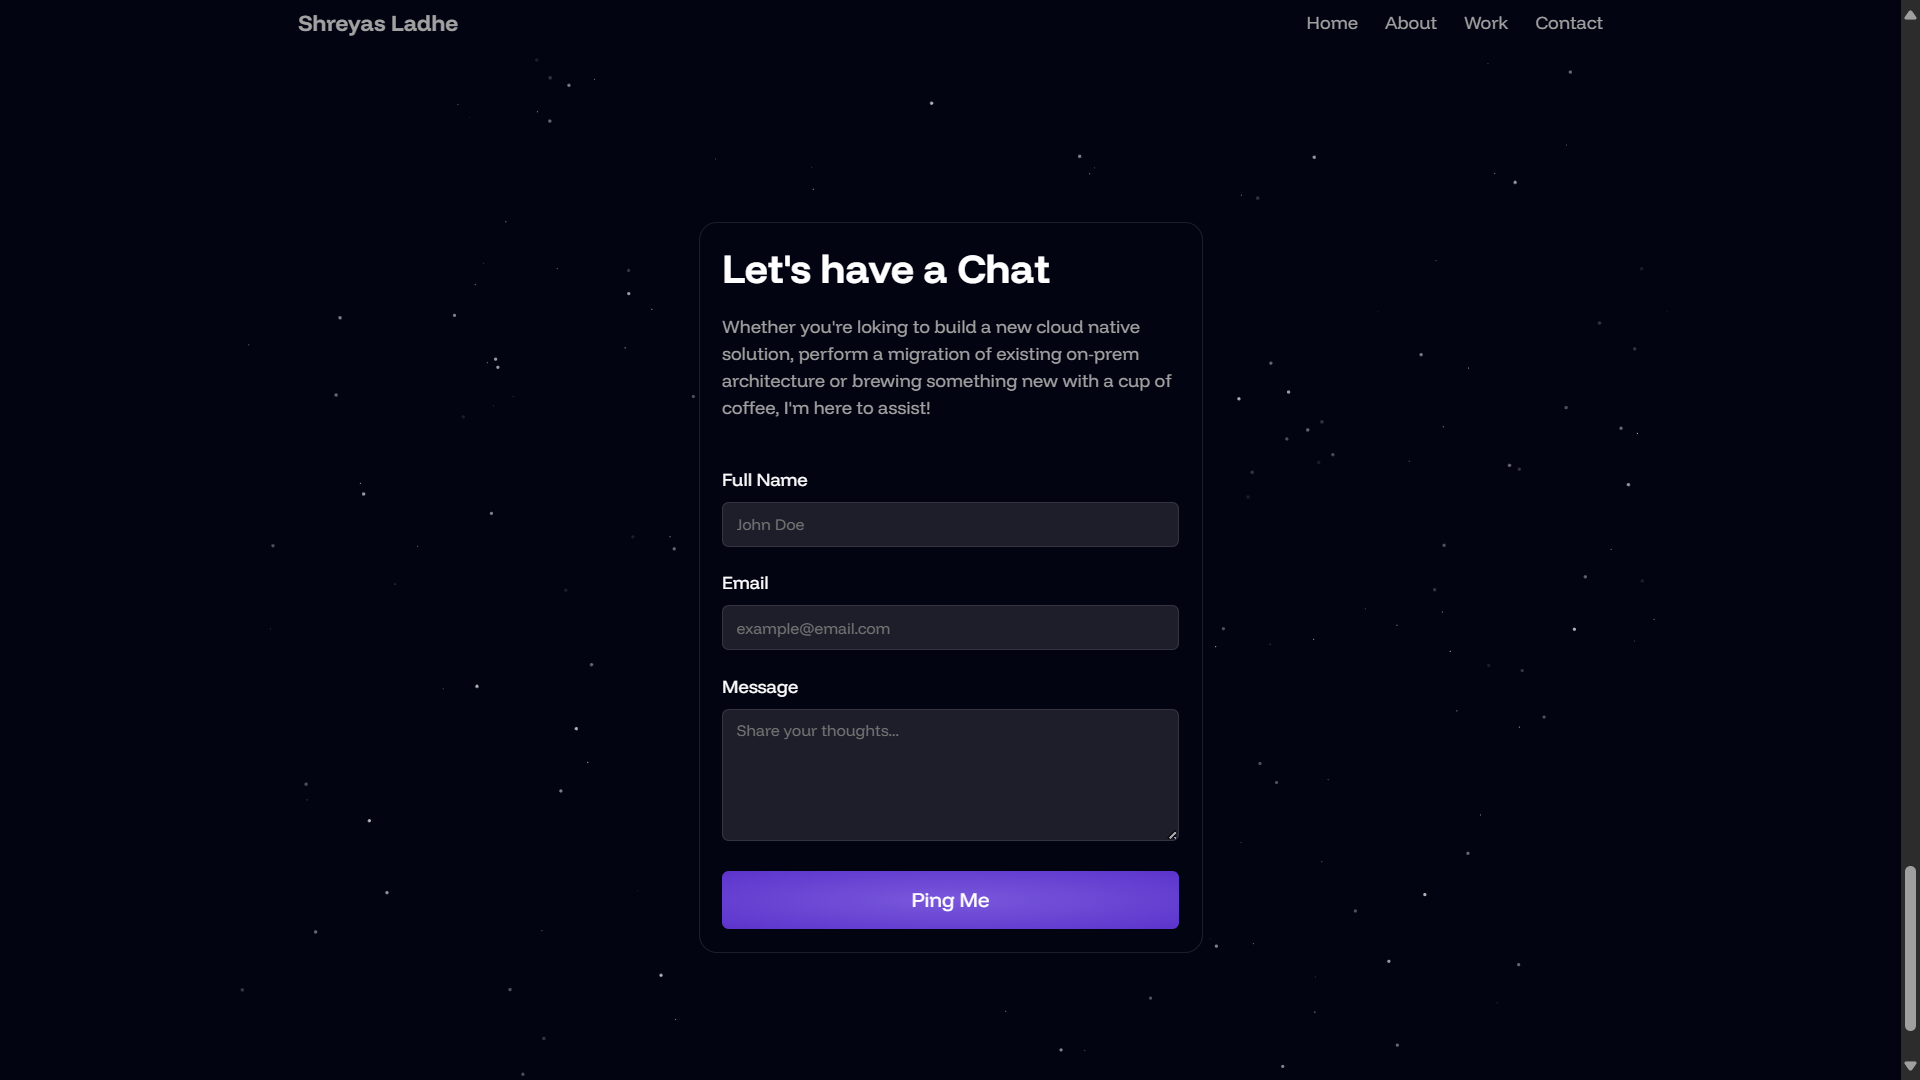 Shreyas Ladhe
Home About Work Contact
Let's have a Chat
Whether you're loking to build a new cloud native
solution, perform a migration of existing on-prem
architecture or brewing something new with a cup of
coffee, I'm here to assist!
Full Name
John Doe
Email
example@email.com
Message
Share your thoughts...
Ping Me